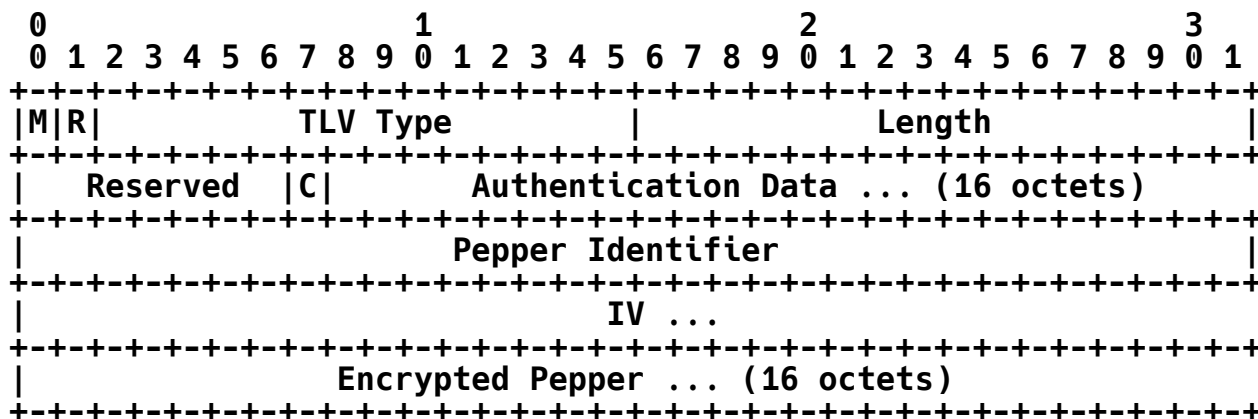 0                   1                   2                   3
 0 1 2 3 4 5 6 7 8 9 0 1 2 3 4 5 6 7 8 9 0 1 2 3 4 5 6 7 8 9 0 1
+-+-+-+-+-+-+-+-+-+-+-+-+-+-+-+-+-+-+-+-+-+-+-+-+-+-+-+-+-+-+-+-+
|M|R|          TLV Type         |            Length             |
+-+-+-+-+-+-+-+-+-+-+-+-+-+-+-+-+-+-+-+-+-+-+-+-+-+-+-+-+-+-+-+-+
|   Reserved  |C|       Authentication Data ... (16 octets)
+-+-+-+-+-+-+-+-+-+-+-+-+-+-+-+-+-+-+-+-+-+-+-+-+-+-+-+-+-+-+-+-+
|                      Pepper Identifier                        |
+-+-+-+-+-+-+-+-+-+-+-+-+-+-+-+-+-+-+-+-+-+-+-+-+-+-+-+-+-+-+-+-+
|                              IV ...
+-+-+-+-+-+-+-+-+-+-+-+-+-+-+-+-+-+-+-+-+-+-+-+-+-+-+-+-+-+-+-+-+
|                Encrypted Pepper ... (16 octets)
+-+-+-+-+-+-+-+-+-+-+-+-+-+-+-+-+-+-+-+-+-+-+-+-+-+-+-+-+-+-+-+-+